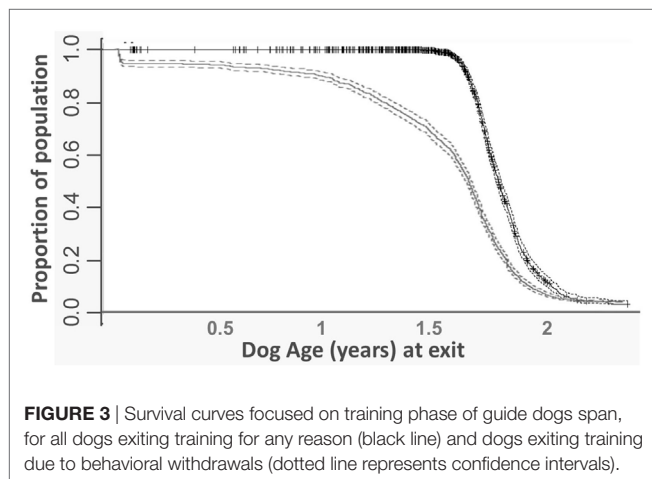 Proportion of population
1.0
0.8
0.6
0.4
0.2
0.0
0.5 1 1.5 2
Dog Age (years) at exit
FIGURE 3 | Survival curves focused on training phase of guide dogs span,
for all dogs exiting training for any reason (black line) and dogs exiting training
due to behavioral withdrawals (dotted line represents confidence intervals).